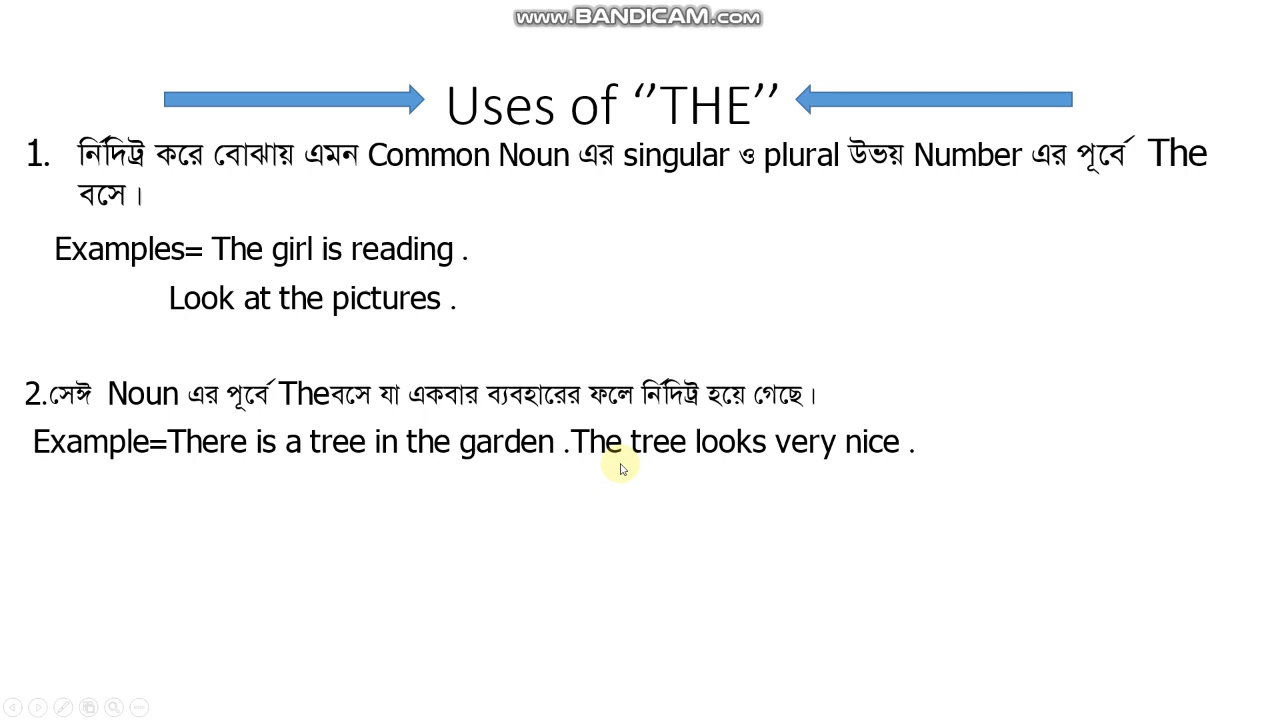 www.BANDICAM.com
Uses of ‘’THE’’
1. নির্দিট্র করে বোঝায় এমন Common Noun এর singular ও plural উভয় Number এর পূর্বে The
বসে।
Examples= The girl is reading .
Look at the pictures .
2.সেঈ Noun এর পূর্বে Theবসে যা একবার ব্যবহারের ফলে নির্দিট্র হয়ে গেছে।
Example=There is a tree in the garden .The tree looks very nice .